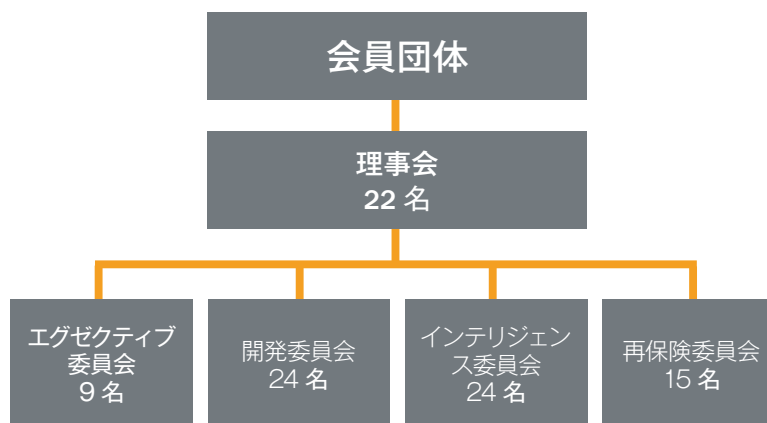 会員団体
理事会
22 名
エグゼクティブ
委員会
9 名
開発委員会
24 名
インテリジェン
ス委員会
24 名
再保険委員会
15 名